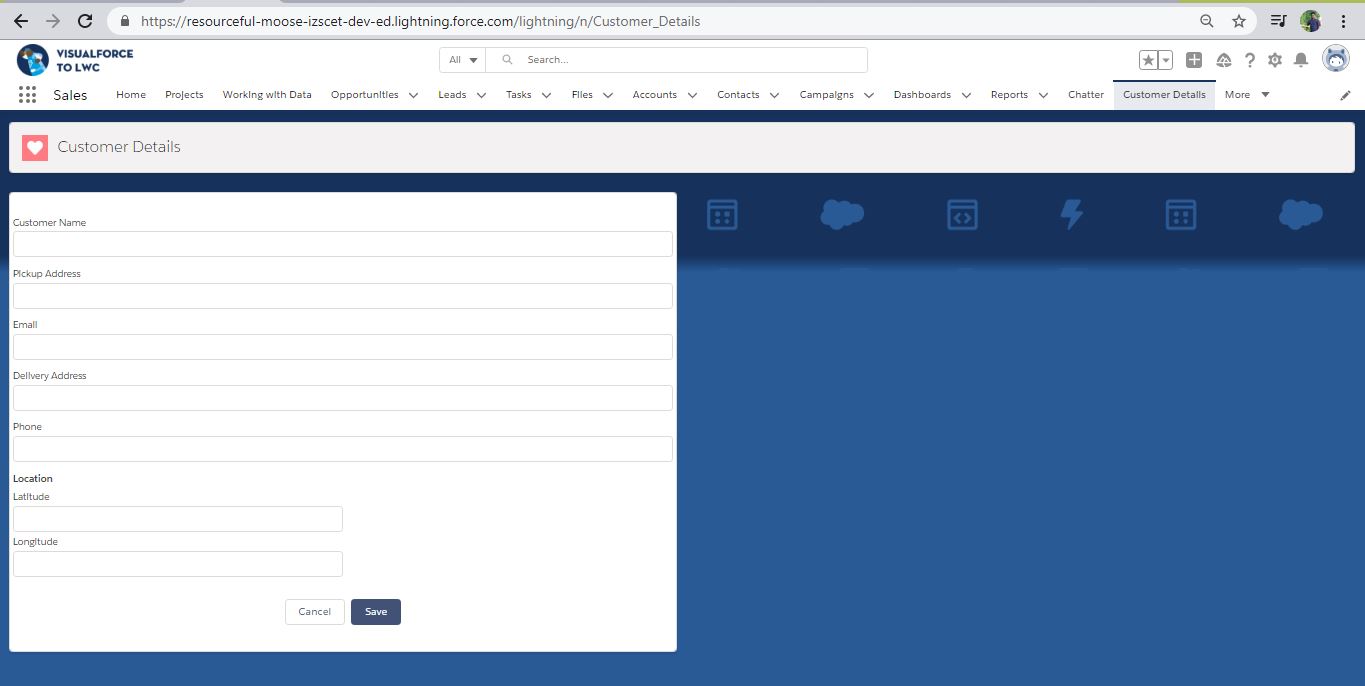 https://resourceful-moose-izscet-dev-ed.lightning.force.com/lightning/n/Customer_Details
VISUALFORCE
TO LWC
All Search...
Sales Home Projects Working with Data Opportunities Leads Tasks Files Accounts Contacts Campaigns Dashboards Reports Chatter Customer Details More
Customer Details
Customer Name
Pickup Address
Email
Delivery Address
Phone
Location
Latitude
Longitude
Cancel Save